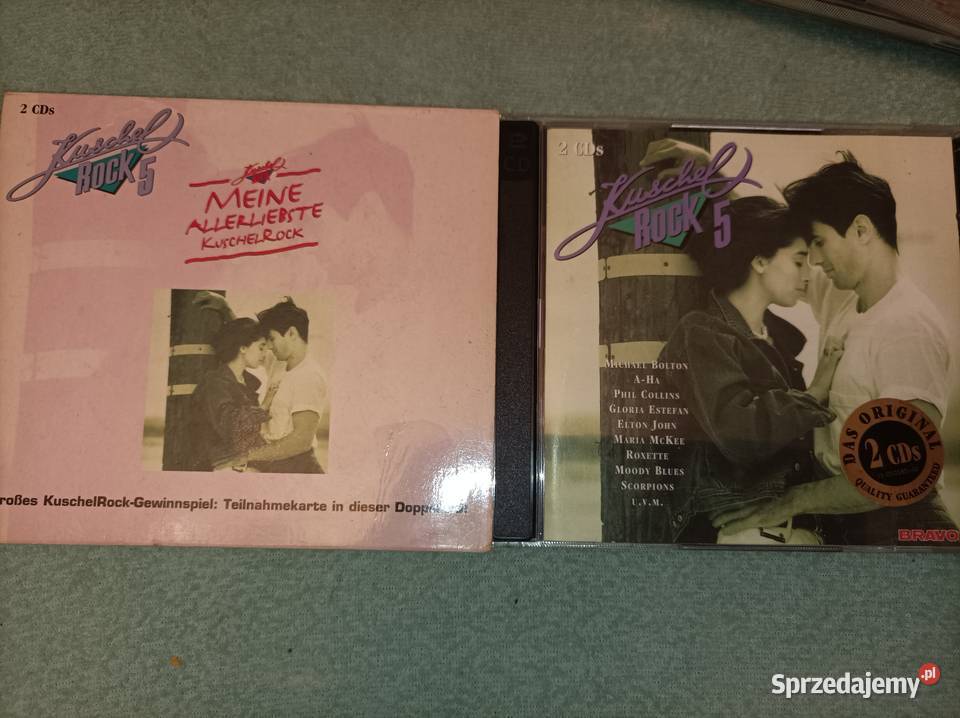 2 CDs
Kuschel
ROCK 5
MEINE
ALLERLIEBSTE
KUSCHELROCK
roßes KuschelRock-Gewinnspiel: Teilnahmekarte in dieser
CD
2 CDs
Kuschel
ROCK 5
MICHAEL BOLTON
A-HA
PHIL COLLINS
GLORIA ESTEFAN
ELTON JOHN
MARIA MCKEE
ROXETTE
MOODY BLUES
SCORPIONS
U.V.M.
DAS ORIGINAL
2 CDs
QUALITY GUARANTEED
BRAVO
Sprzedajemy.pl